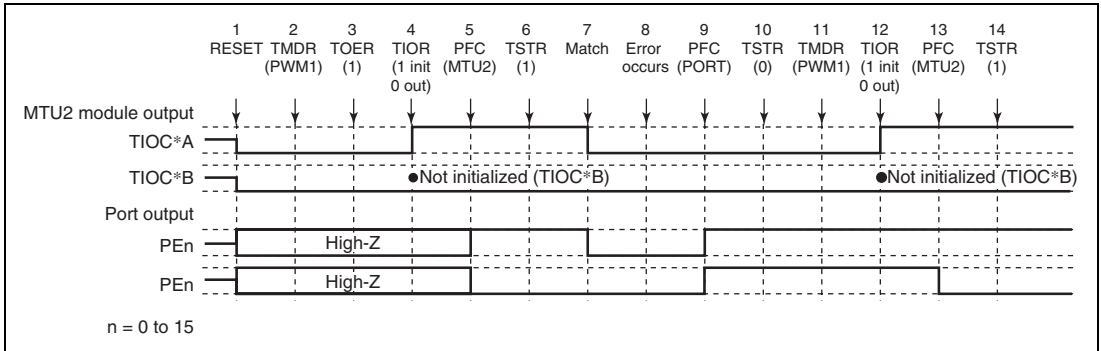 1 2 3 4 5 6 7 8 9 10 11 12 13 14
RESET TMDR TOER TIOR PFC TSTR Match Error PFC TSTR TMDR TIOR PFC TSTR
(PWM1) (1) (1 init (MTU2) (1) occurs (PORT) (0) (PWM1) (1 init (MTU2) (1)
0 out) 0 out)
MTU2 module output
TIOC*A
TIOC*B ●Not initialized (TIOC*B) ●Not initialized (TIOC*B)
Port output
PEn High-Z
PEn High-Z
n = 0 to 15